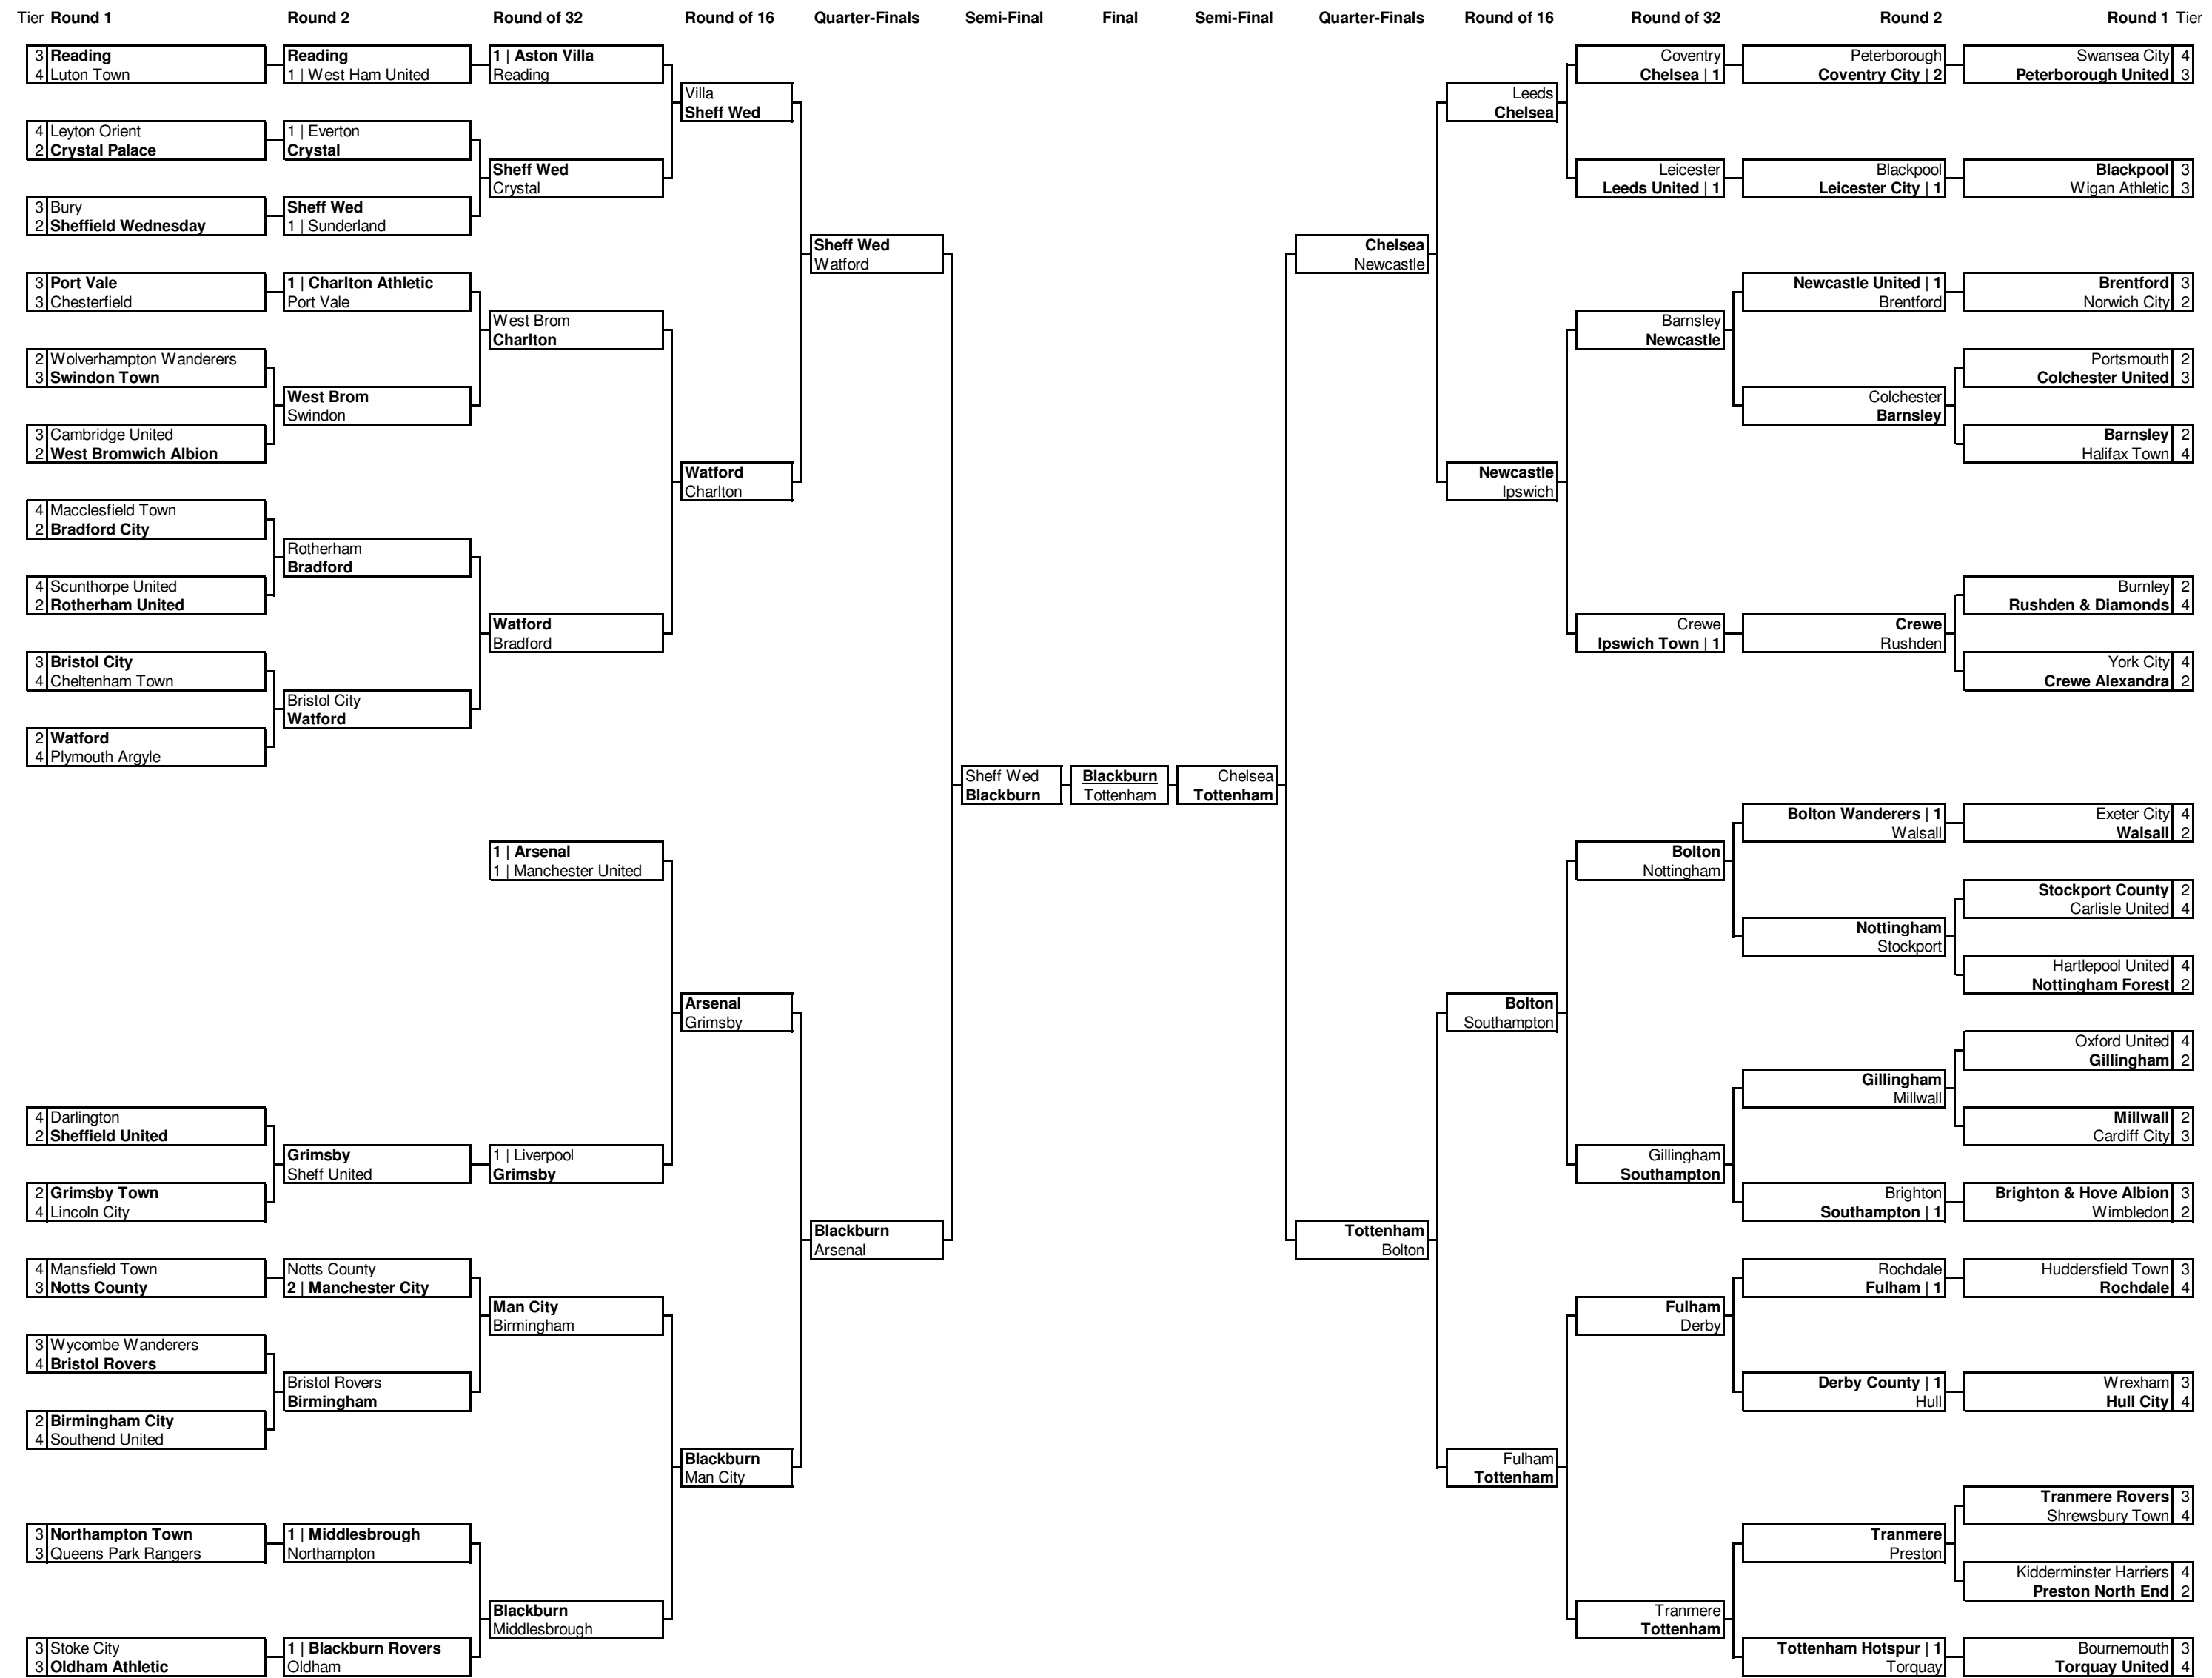 Tier Round 1 Round 2 Round of 32 Round of 16 Quarter-Finals Semi-Final Final Semi-Final Quarter-Finals Round of 16 Round of 32 Round 2 Round 1 Tier
3 Reading
4 Luton Town
4 Leyton Orient
2 Crystal Palace
3 Bury
2 Sheffield Wednesday
3 Port Vale
3 Chesterfield
2 Wolverhampton Wanderers
3 Swindon Town
3 Cambridge United
2 West Bromwich Albion
4 Macclesfield Town
2 Bradford City
4 Scunthorpe United
2 Rotherham United
3 Bristol City
4 Cheltenham Town
2 Watford
4 Plymouth Argyle
4 Darlington
2 Sheffield United
2 Grimsby Town
4 Lincoln City
4 Mansfield Town
3 Notts County
3 Wycombe Wanderers
4 Bristol Rovers
2 Birmingham City
4 Southend United
3 Northampton Town
3 Queens Park Rangers
3 Stoke City
3 Oldham Athletic
Reading
1 | West Ham United
1 | Everton
Crystal
Sheff Wed
1 | Sunderland
1 | Charlton Athletic
Port Vale
West Brom
Swindon
Rotherham
Bradford
Bristol City
Watford
Grimsby
Sheff United
Notts County
2 | Manchester City
Bristol Rovers
Birmingham
1 | Middlesbrough
Northampton
1 | Blackburn Rovers
Oldham
1 | Aston Villa
Reading
Sheff Wed
Crystal
West Brom
Charlton
Watford
Bradford
1 | Arsenal
1 | Manchester United
1 | Liverpool
Grimsby
Man City
Birmingham
Blackburn
Middlesbrough
Villa
Sheff Wed
Watford
Charlton
Arsenal
Grimsby
Blackburn
Man City
Sheff Wed
Watford
Blackburn
Arsenal
Sheff Wed
Blackburn
Blackburn
Tottenham
Chelsea
Tottenham
Chelsea
Newcastle
Tottenham
Bolton
Leeds
Chelsea
Newcastle
Ipswich
Bolton
Southampton
Fulham
Tottenham
Coventry
Chelsea | 1
Leicester
Leeds United | 1
Barnsley
Newcastle
Crewe
Ipswich Town | 1
Bolton
Nottingham
Gillingham
Southampton
Fulham
Derby
Tranmere
Tottenham
Peterborough
Coventry City | 2
Blackpool
Leicester City | 1
Newcastle United | 1
Brentford
Colchester
Barnsley
Crewe
Rushden
Bolton Wanderers | 1
Walsall
Nottingham
Stockport
Gillingham
Millwall
Brighton
Southampton | 1
Rochdale
Fulham | 1
Derby County | 1
Hull
Tranmere
Preston
Tottenham Hotspur | 1
Torquay
Swansea City 4
Peterborough United 3
Blackpool 3
Wigan Athletic 3
Brentford 3
Norwich City 2
Portsmouth 2
Colchester United 3
Barnsley 2
Halifax Town 4
Burnley 2
Rushden & Diamonds 4
York City 4
Crewe Alexandra 2
Exeter City 4
Walsall 2
Stockport County 2
Carlisle United 4
Hartlepool United 4
Nottingham Forest 2
Oxford United 4
Gillingham 2
Millwall 2
Cardiff City 3
Brighton & Hove Albion 3
Wimbledon 2
Huddersfield Town 3
Rochdale 4
Wrexham 3
Hull City 4
Tranmere Rovers 3
Shrewsbury Town 4
Kidderminster Harriers 4
Preston North End 2
Bournemouth 3
Torquay United 4